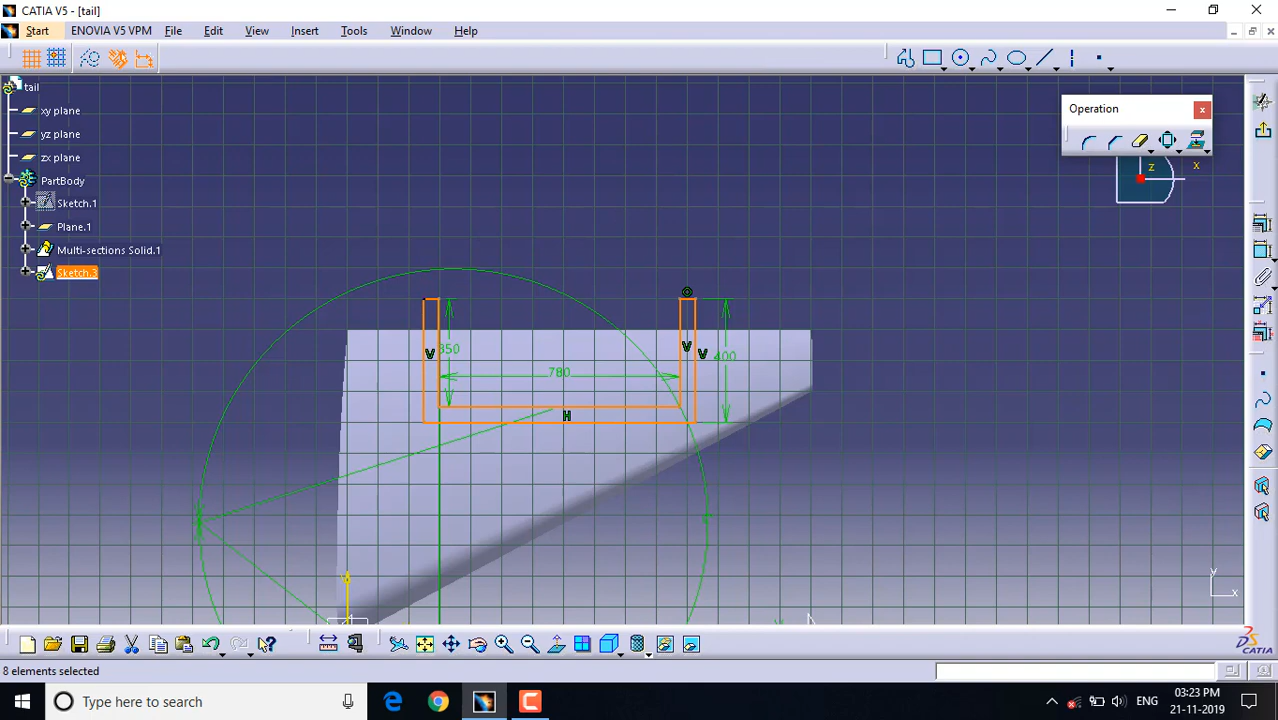 CATIA V5 - [tail]
Start ENOVIA V5 VPM File Edit View Insert Tools Window Help
tail
xy plane
yz plane
zx plane
PartBody
Sketch.1
Plane.1
Multi-sections Solid.1
Sketch.3
Operation
x
z
x
350
780
400
V
V
V
H
y
x
8 elements selected
CATIA
Type here to search
ENG
03:23 PM
21-11-2019